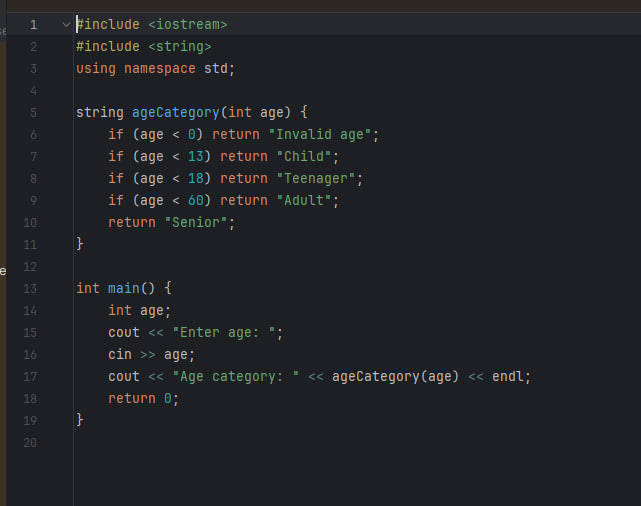 1 #include <iostream>
2 #include <string>
3 using namespace std;
4
5 string ageCategory(int age) {
6     if (age < 0) return "Invalid age";
7     if (age < 13) return "Child";
8     if (age < 18) return "Teenager";
9     if (age < 60) return "Adult";
10     return "Senior";
11 }
12
13 int main() {
14     int age;
15     cout << "Enter age: ";
16     cin >> age;
17     cout << "Age category: " << ageCategory(age) << endl;
18     return 0;
19 }
20